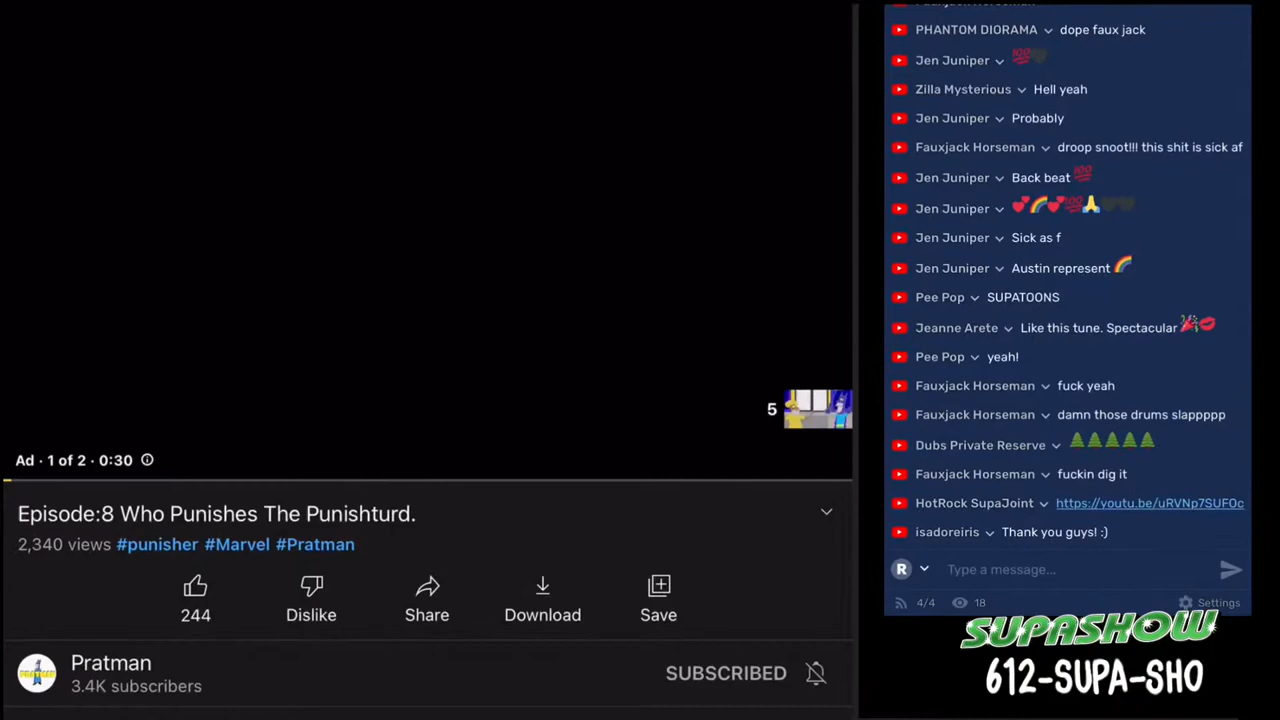 5
Ad · 1 of 2 · 0:30
Episode:8 Who Punishes The Punishturd.
2,340 views #punisher #Marvel #Pratman
244
Dislike
Share
Download
Save
Pratman
3.4K subscribers
SUBSCRIBED
PHANTOM DIORAMA dope faux jack
Jen Juniper 💯🖤
Zilla Mysterious Hell yeah
Jen Juniper Probably
Fauxjack Horseman droop snoot!!! this shit is sick af
Jen Juniper Back beat 💯
Jen Juniper 💕🌈💕💯🙏🖤🖤
Jen Juniper Sick as f
Jen Juniper Austin represent 🌈
Pee Pop SUPATOONS
Jeanne Arete Like this tune. Spectacular 🎉💋
Pee Pop yeah!
Fauxjack Horseman fuck yeah
Fauxjack Horseman damn those drums slappppp
Dubs Private Reserve 🌲🌲🌲🌲🌲
Fauxjack Horseman fuckin dig it
HotRock SupaJoint https://youtu.be/uRVNp7SUFOc
isadoreiris Thank you guys! :)
R Type a message...
4/4 18 Settings
SUPASHOW
612-SUPA-SHO